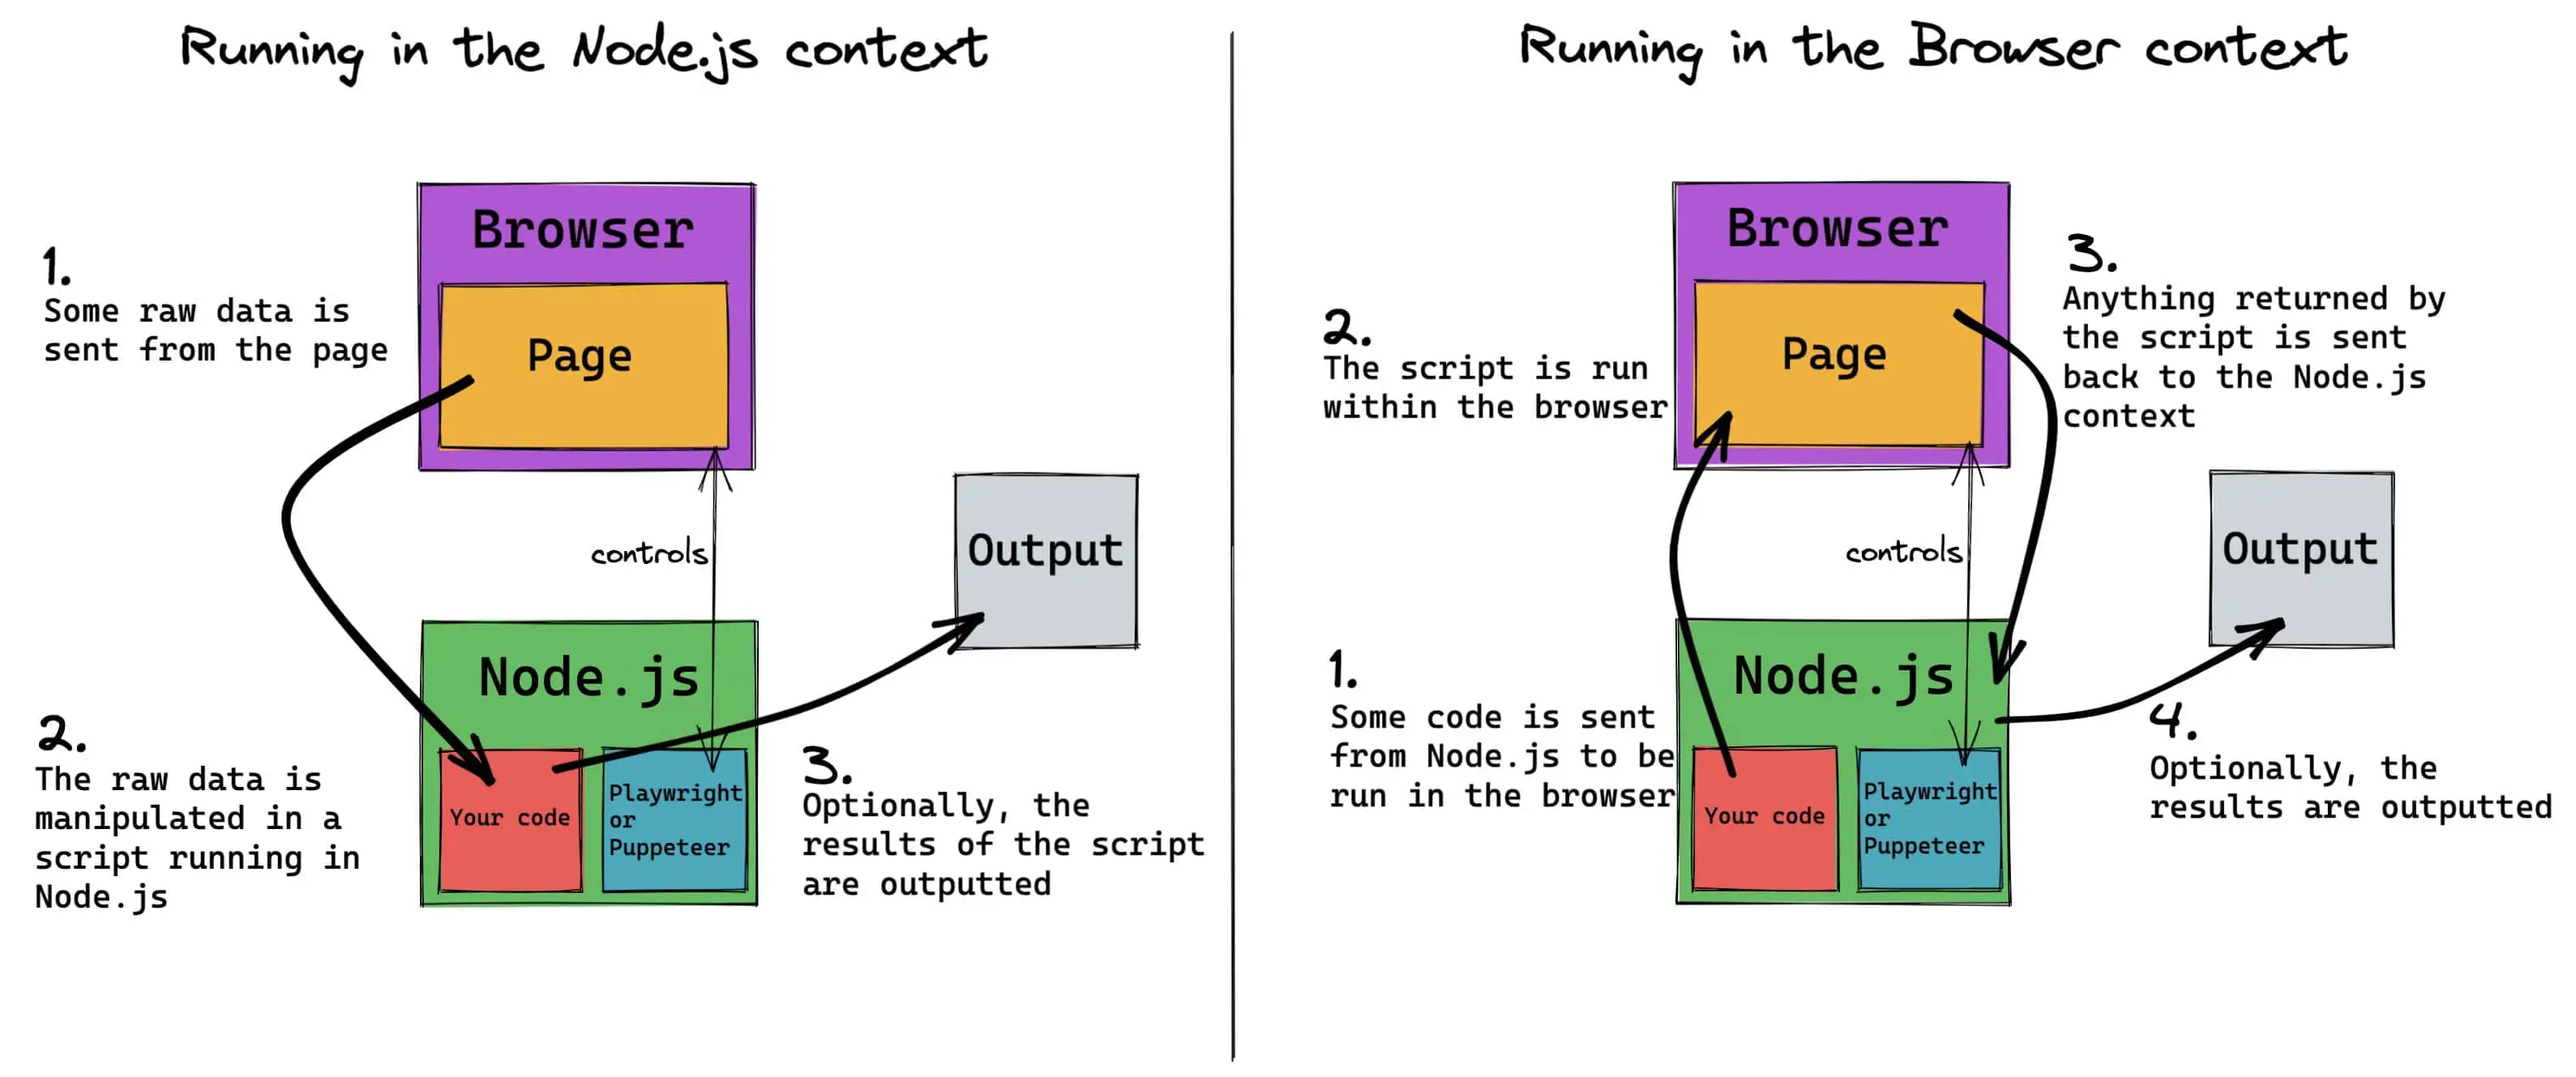 Running in the Node.js context
Browser
Page
1.
Some raw data is
sent from the page
controls
Output
Node.js
Your code
Playwright
or
Puppeteer
2.
The raw data is
manipulated in a
script running in
Node.js
3.
Optionally, the
results of the script
are outputted
Running in the Browser context
Browser
Page
2.
The script is run
within the browser
3.
Anything returned by
the script is sent
back to the Node.js
context
controls
Output
Node.js
Your code
Playwright
or
Puppeteer
1.
Some code is sent
from Node.js to be
run in the browser
4.
Optionally, the
results are outputted